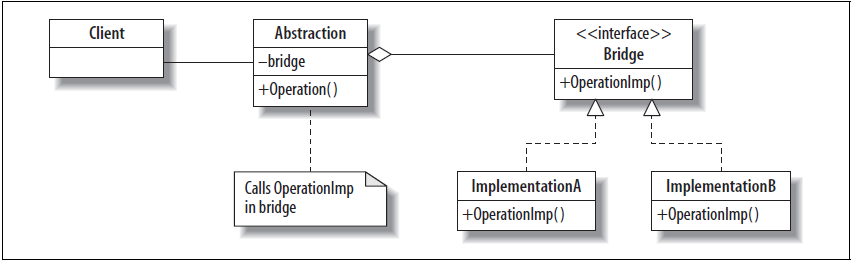 Client
Abstraction
–bridge
+Operation()
Calls OperationImp
in bridge
<<interface>>
Bridge
+OperationImp()
ImplementationA
+OperationImp()
ImplementationB
+OperationImp()